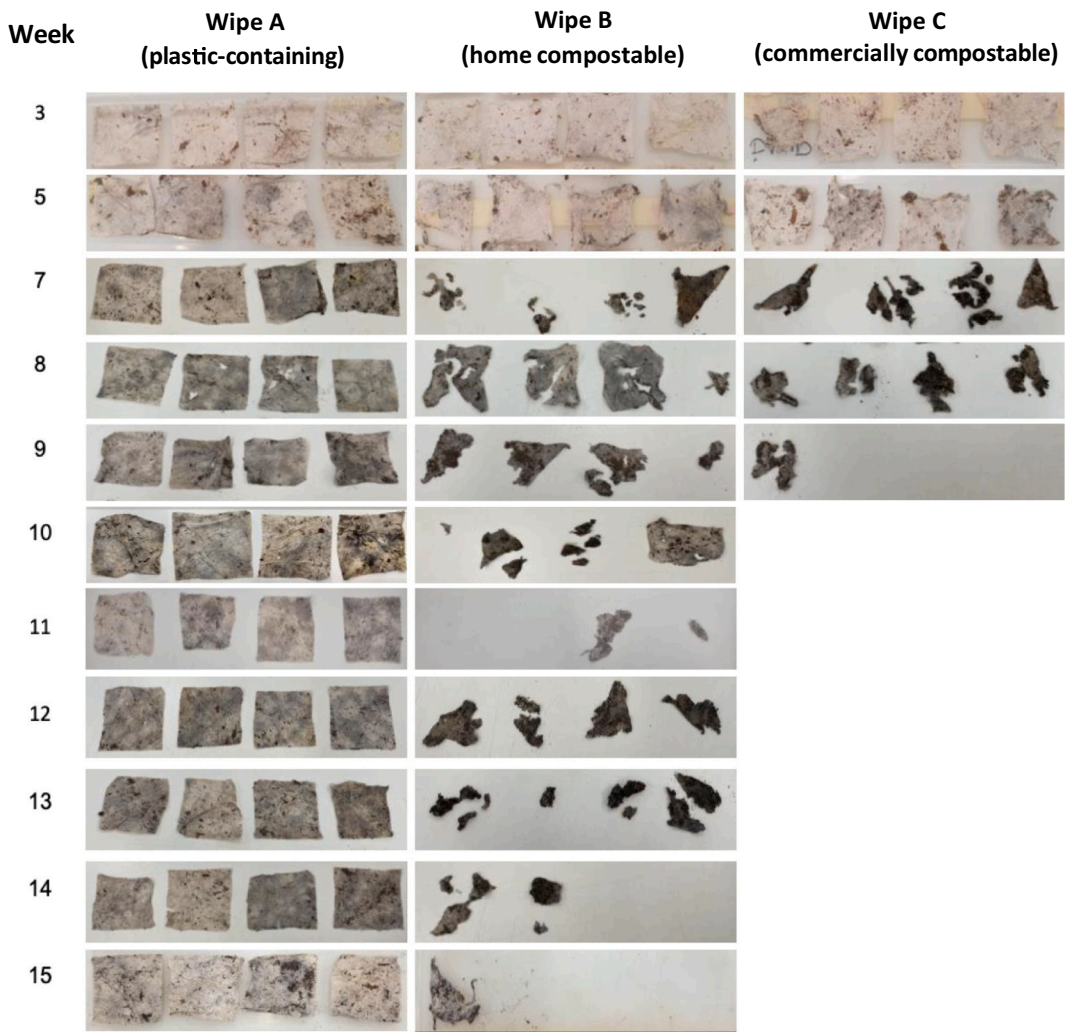 Week
Wipe A
(plastic-containing)
Wipe B
(home compostable)
Wipe C
(commercially compostable)
3
5
7
8
9
10
11
12
13
14
15